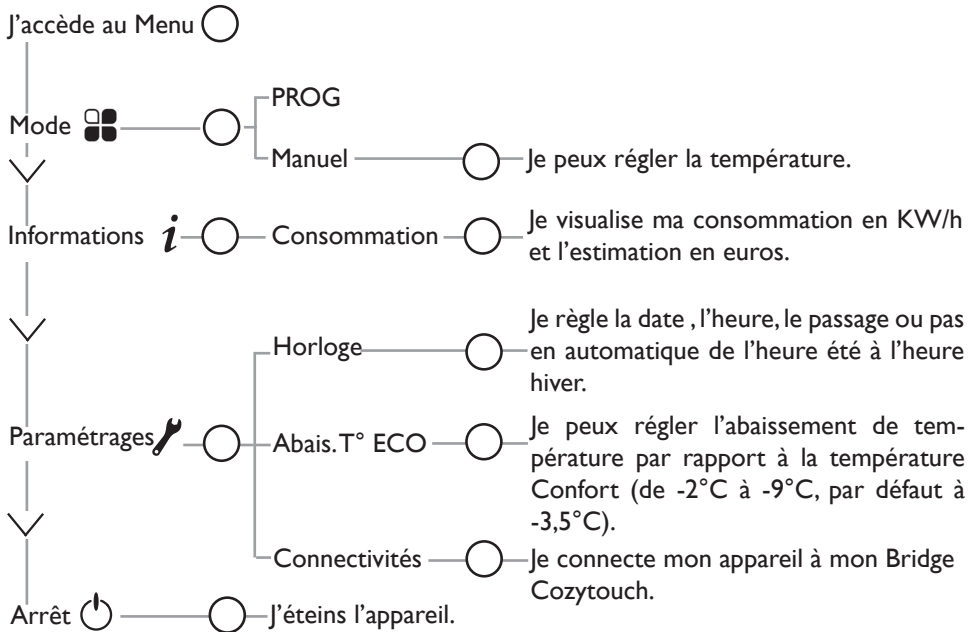 J'accède au Menu
Mode
PROG
Manuel
Je peux régler la température.
Informations
i
Consommation
Je visualise ma consommation en KW/h
et l'estimation en euros.
Paramétrages
Horloge
Je règle la date , l'heure, le passage ou pas
en automatique de l'heure été à l'heure
hiver.
Abais. T° ECO
Je peux régler l'abaissement de tem-
pérature par rapport à la température
Confort (de -2°C à -9°C, par défaut à
-3,5°C).
Connectivités
Je connecte mon appareil à mon Bridge
Cozytouch.
Arrêt
J'éteins l'appareil.